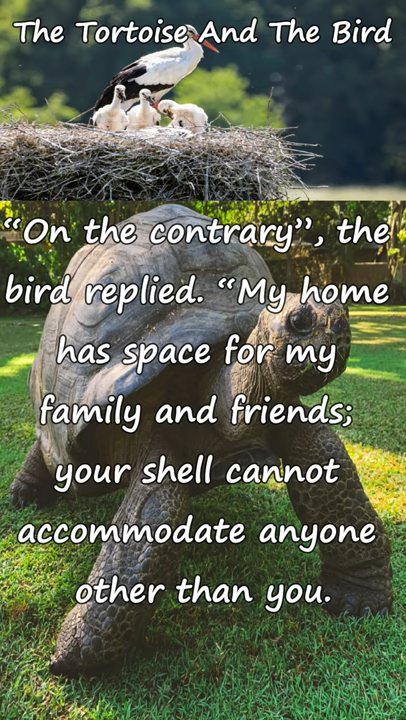 The Tortoise And The Bird
“On the contrary”, the
bird replied. “My home
has space for my
family and friends;
your shell cannot
accommodate anyone
other than you.